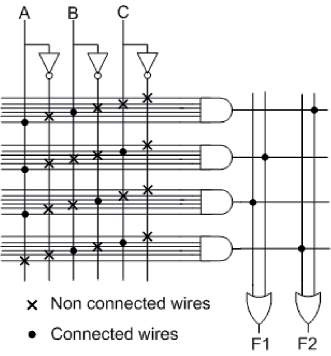 A B C
× Non connected wires
● Connected wires
F1 F2